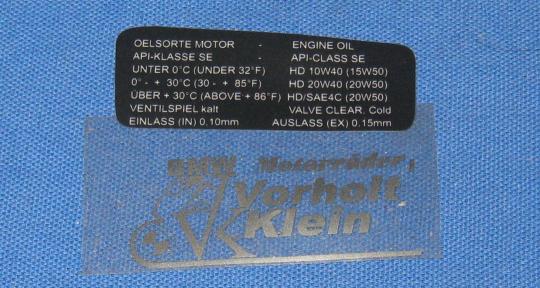 OELSORTE MOTOR - ENGINE OIL
API-KLASSE SE - API-CLASS SE
UNTER 0°C (UNDER 32°F) HD 10W40 (15W50)
0° - + 30°C (30 - + 85°F) HD 20W40 (20W50)
ÜBER + 30°C (ABOVE + 86°F) HD/SAE4C (20W50)
VENTILSPIEL kalt VALVE CLEAR. Cold
EINLASS (IN) 0.10mm AUSLASS (EX) 0.15mm
BMW Motorräder
Vorholt
Klein